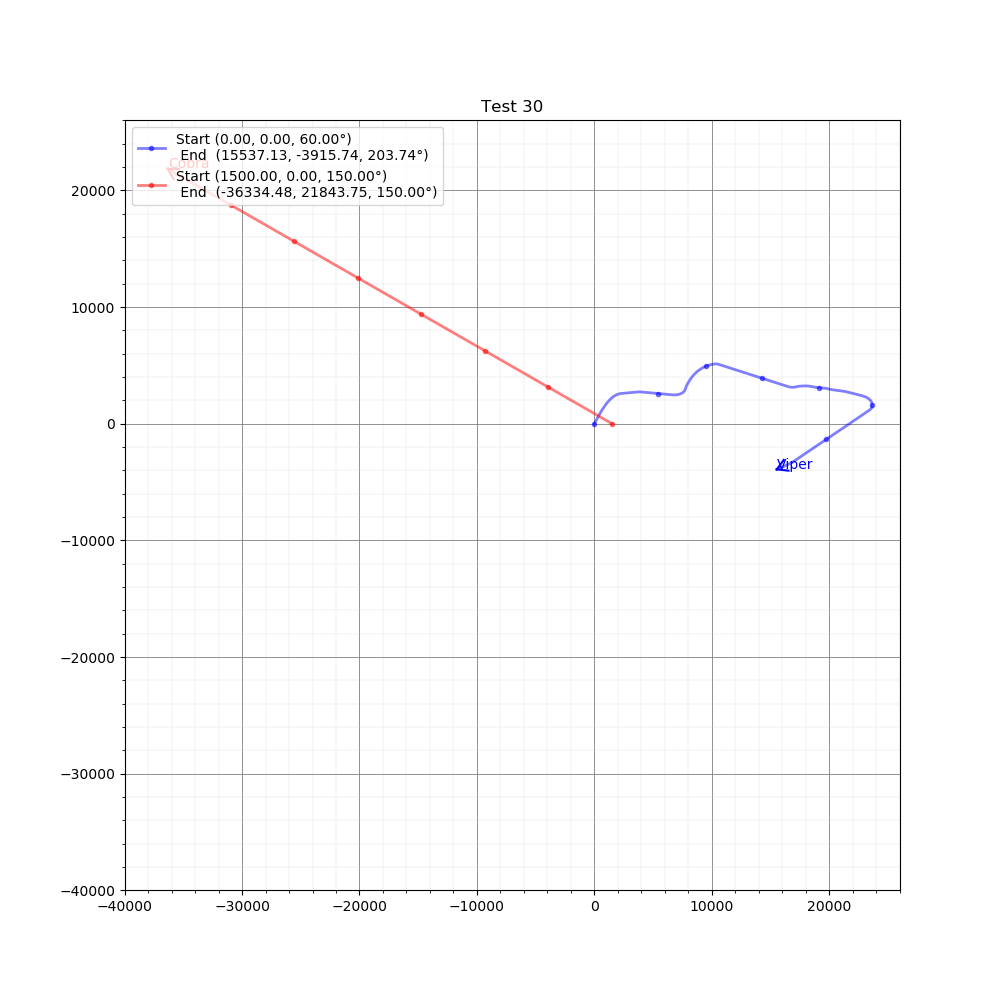 Test 30
Start (0.00, 0.00, 60.00°)
End (15537.13, -3915.74, 203.74°)
Cobra
Start (1500.00, 0.00, 150.00°)
End (-36334.48, 21843.75, 150.00°)
20000
10000
0
Viper
−10000
−20000
−30000
−40000
−40000 −30000 −20000 −10000 0 10000 20000